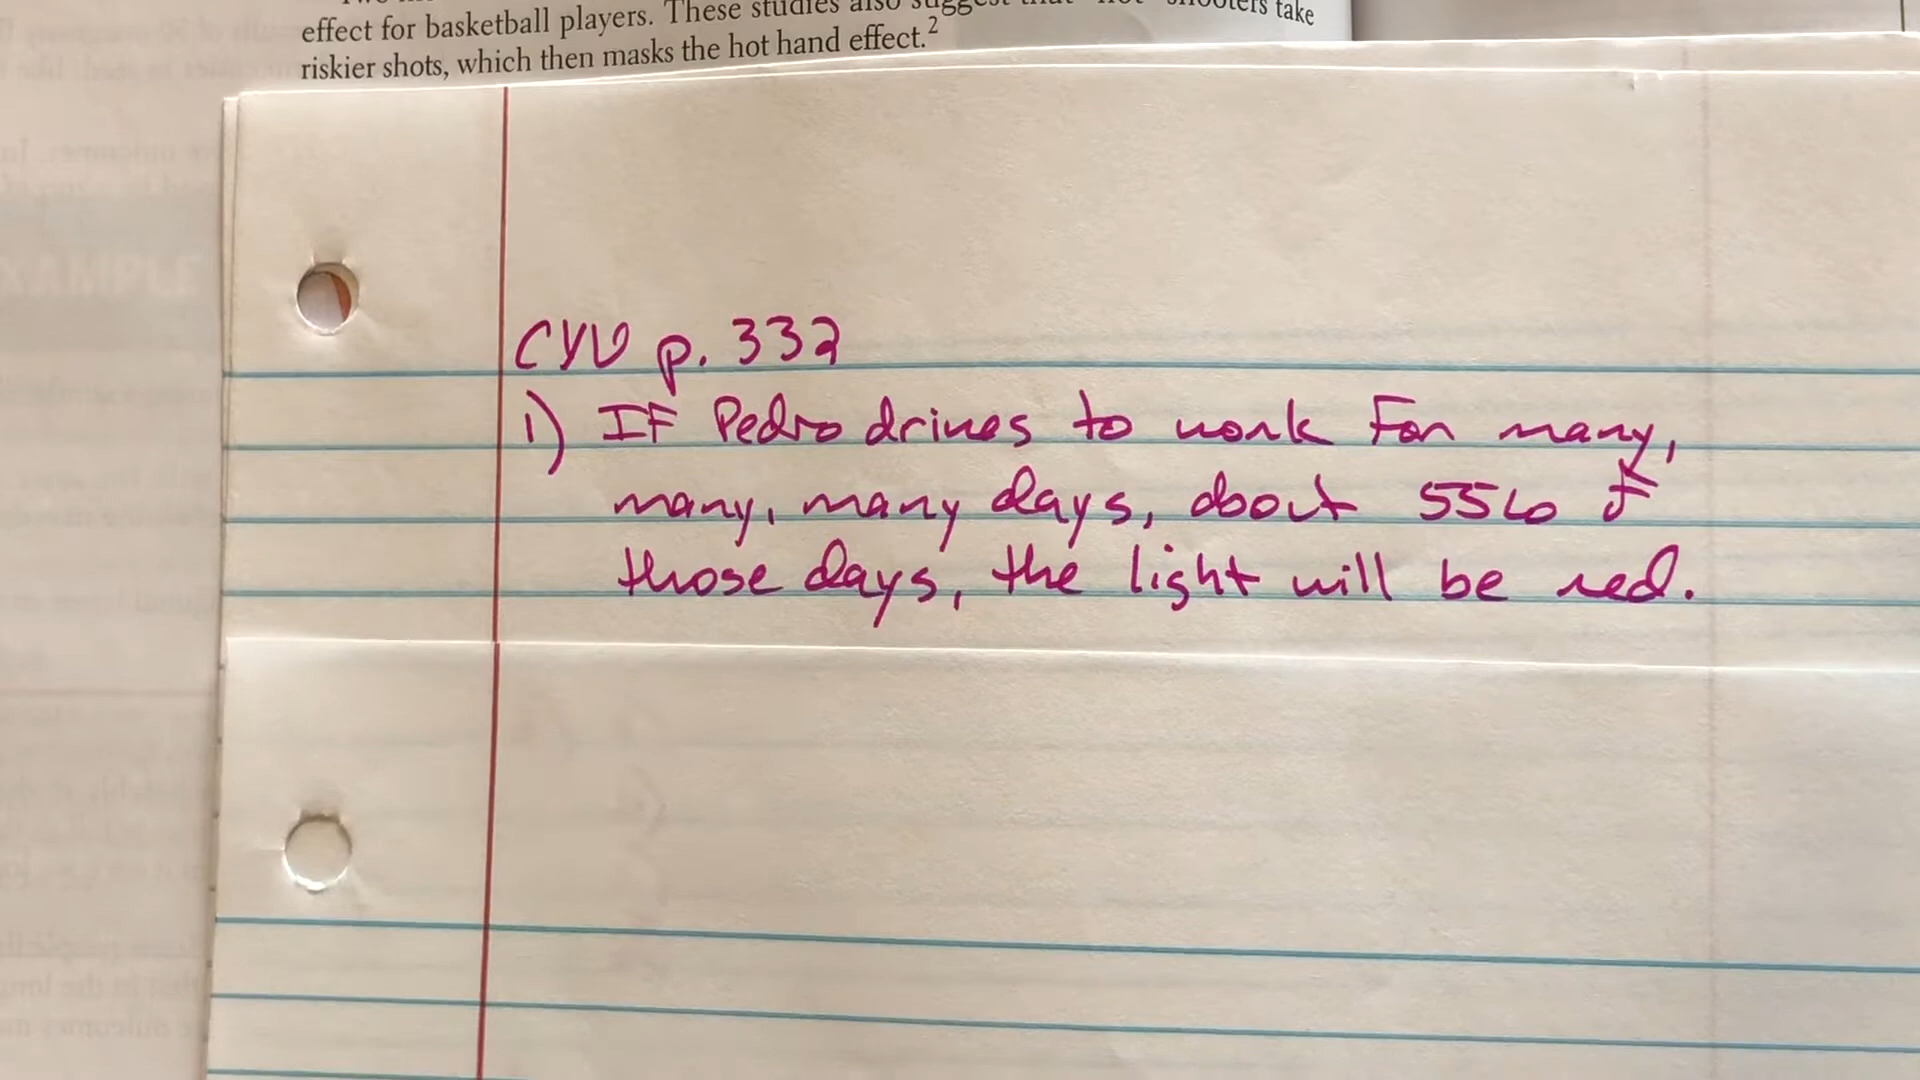 effect for basketball players. These studies also suggest that "hot" shooters take
riskier shots, which then masks the hot hand effect.2
CYU p. 332
1) IF Pedro drives to work For many,
many, many days, about 55% of
those days, the light will be red.
EXAMPLE